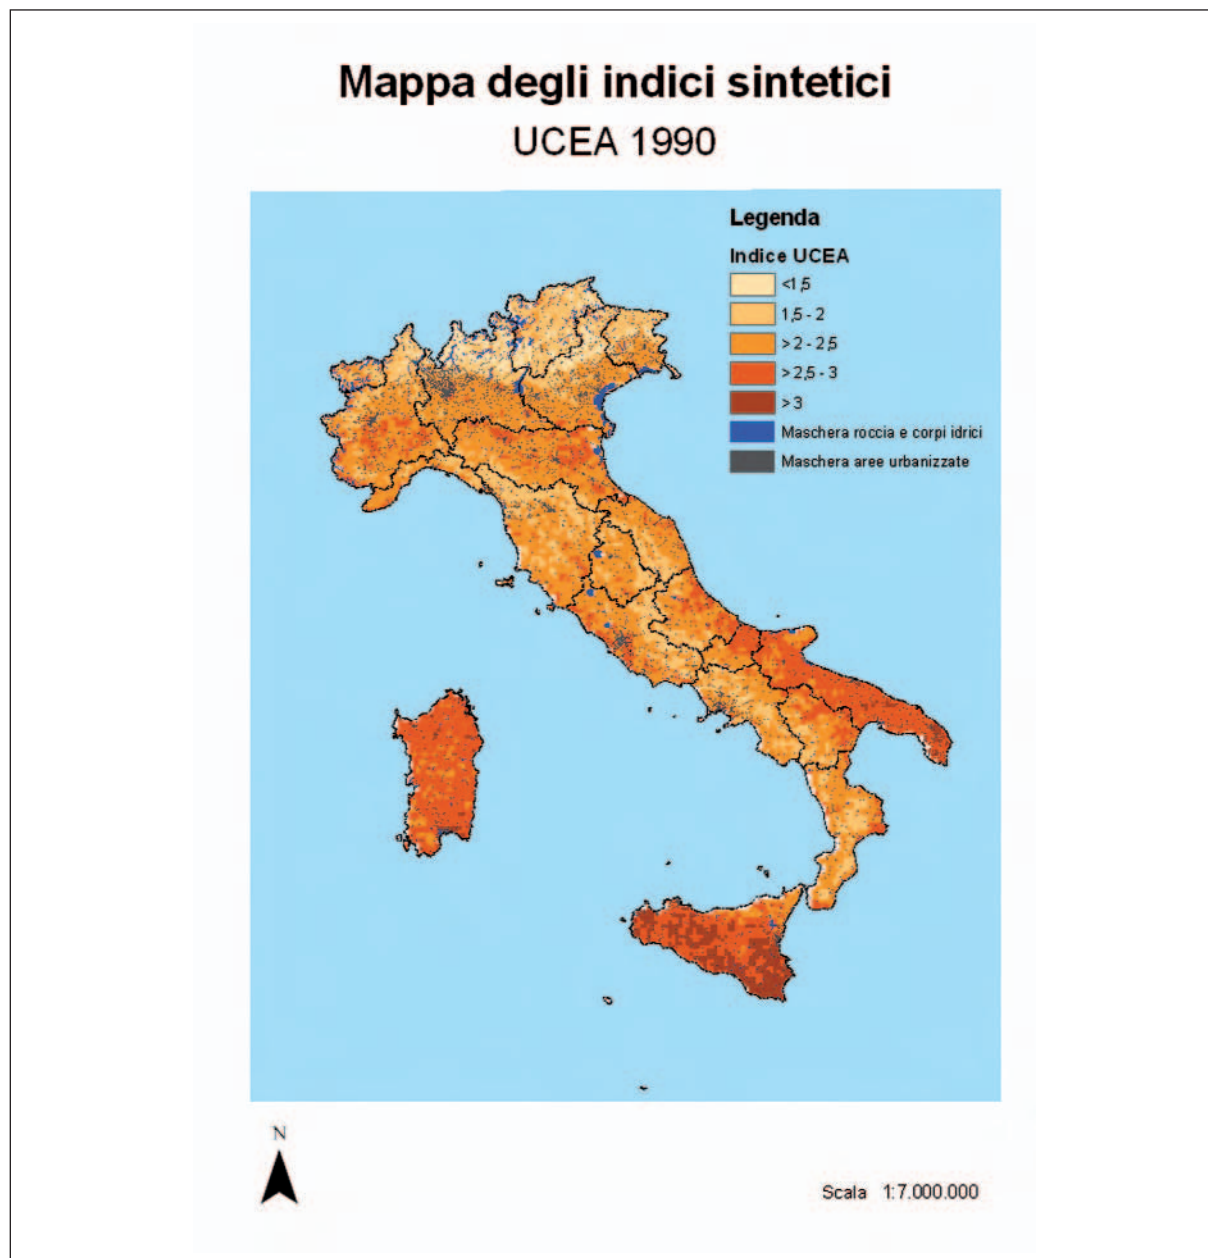 Mappa degli indici sintetici
UCEA 1990
Legenda
Indice UCEA
<1,5
1,5 - 2
>2 - 2,5
>2,5 - 3
>3
Maschera roccia e corpi idrici
Maschera aree urbanizzate
N
Scala 1:7.000.000